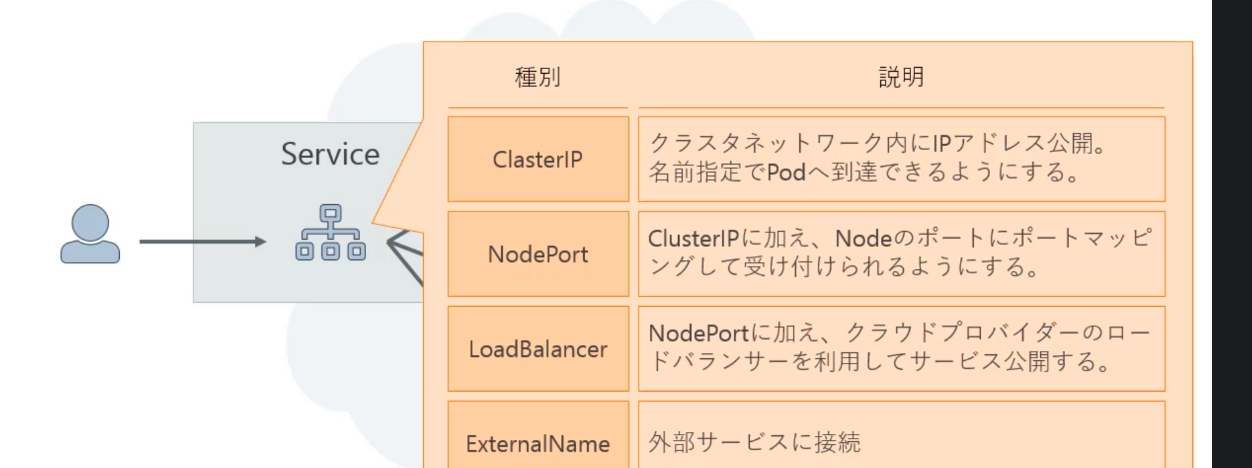 種別
説明
Service
ClasterIP
クラスタネットワーク内にIPアドレス公開。
名前指定でPodへ到達できるようにする。
NodePort
ClusterIPに加え、Nodeのポートにポートマッピ
ングして受け付けられるようにする。
LoadBalancer
NodePortに加え、クラウドプロバイダーのロー
ドバランサーを利用してサービス公開する。
ExternalName
外部サービスに接続